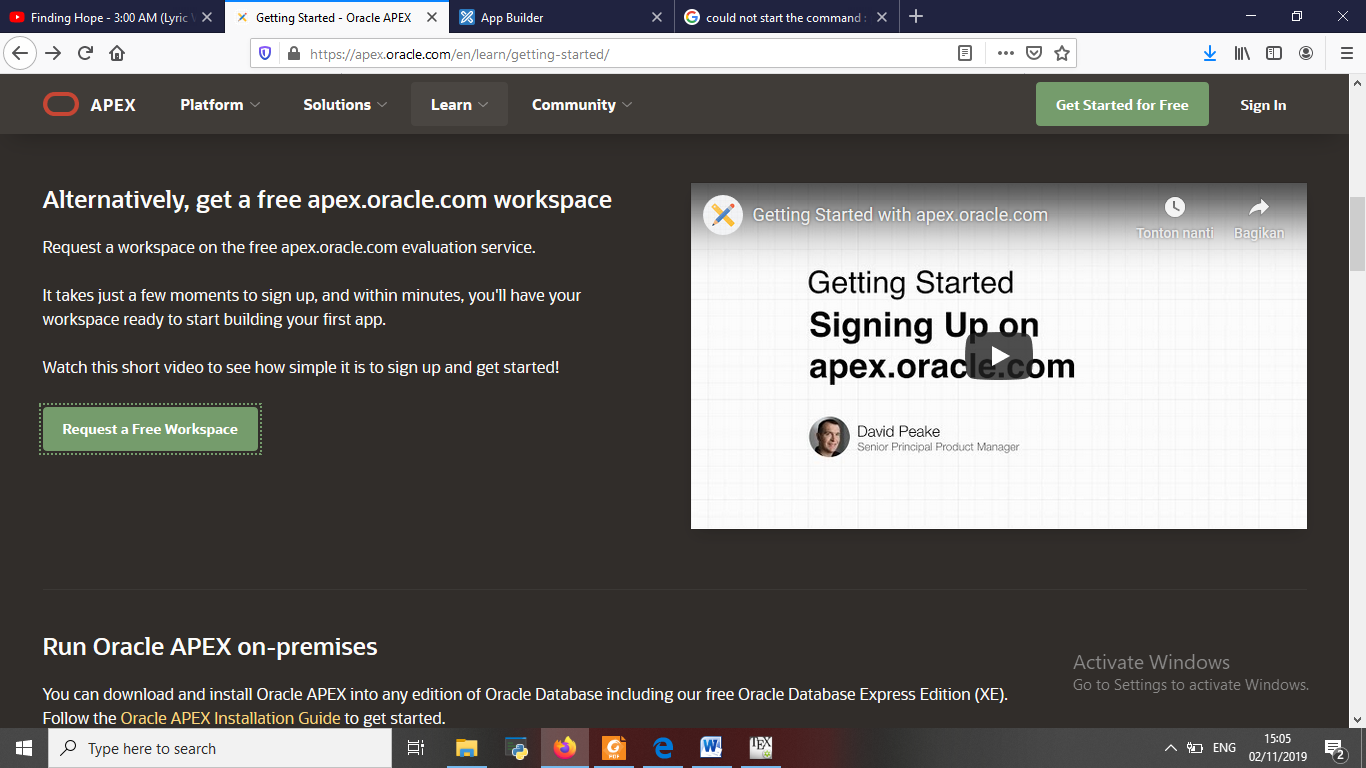 Finding Hope - 3:00 AM (Lyric V
Getting Started - Oracle APEX
App Builder
could not start the command
https://apex.oracle.com/en/learn/getting-started/
APEX
Platform
Solutions
Learn
Community
Get Started for Free
Sign In
Alternatively, get a free apex.oracle.com workspace
Request a workspace on the free apex.oracle.com evaluation service.
It takes just a few moments to sign up, and within minutes, you'll have your
workspace ready to start building your first app.
Watch this short video to see how simple it is to sign up and get started!
Request a Free Workspace
Getting Started with apex.oracle.com
Tonton nanti
Bagikan
Getting Started
Signing Up on
apex.oracle.com
David Peake
Senior Principal Product Manager
Run Oracle APEX on-premises
You can download and install Oracle APEX into any edition of Oracle Database including our free Oracle Database Express Edition (XE).
Follow the Oracle APEX Installation Guide to get started.
Activate Windows
Go to Settings to activate Windows.
Type here to search
PDF
W
TEX
ENG
15:05
02/11/2019
2